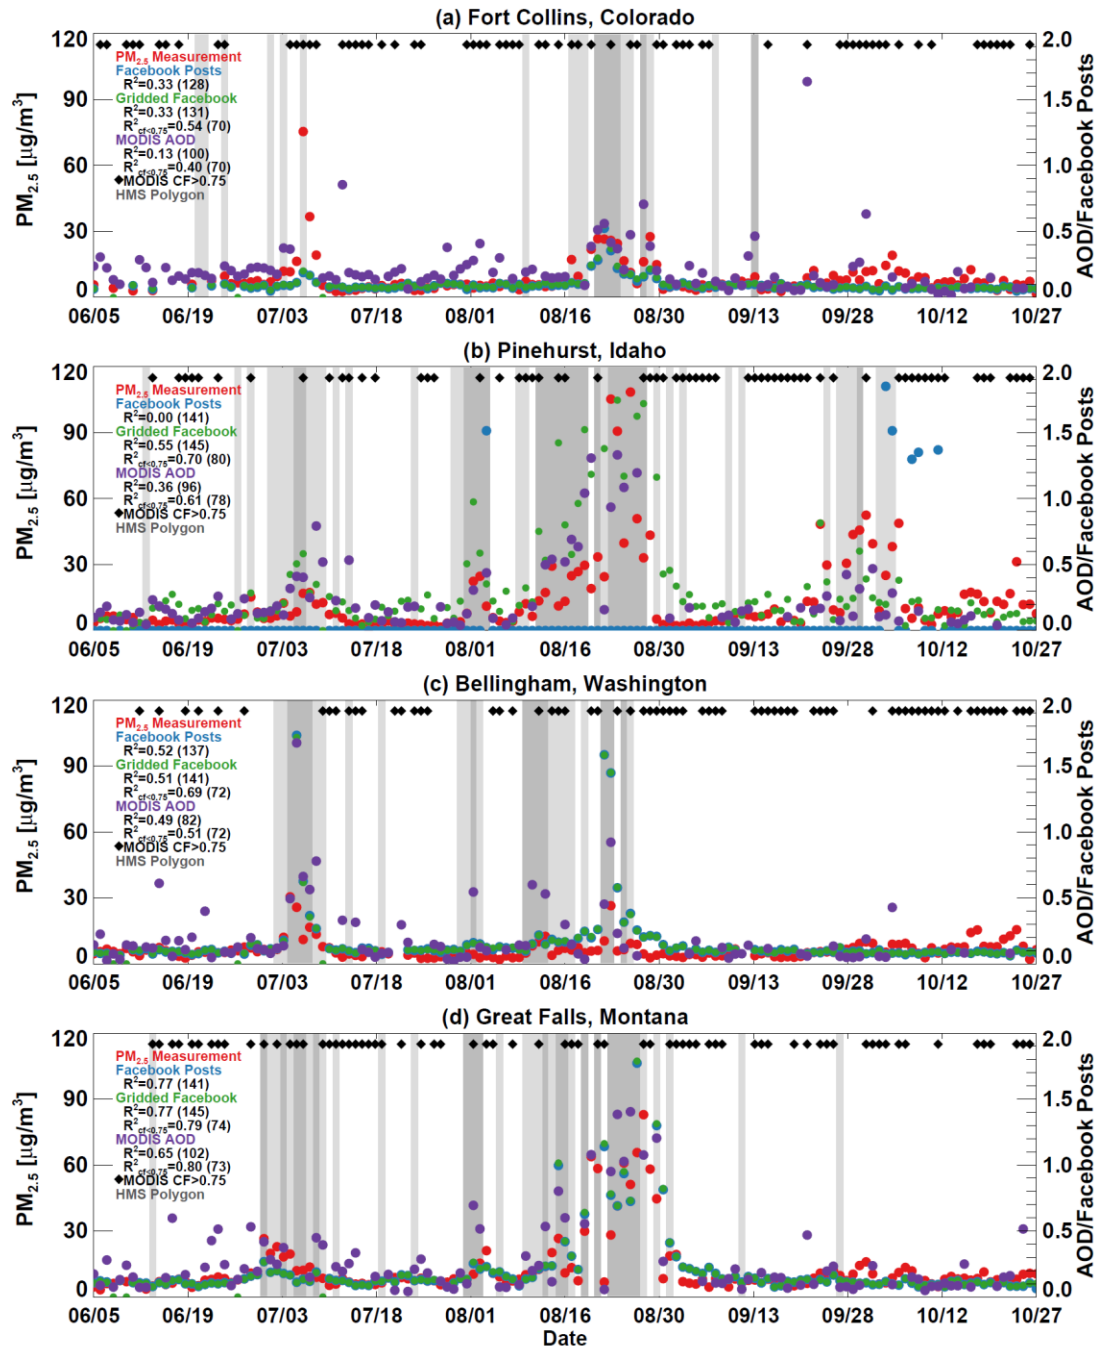 (a) Fort Collins, Colorado
120
90
60
30
0
PM2.5 [µg/m³]
PM2.5 Measurement
Facebook Posts
R²=0.33 (128)
Gridded Facebook
R²=0.33 (131)
R²cf<0.75=0.54 (70)
MODIS AOD
R²=0.13 (100)
R²cf<0.75=0.40 (70)
◆MODIS CF>0.75
HMS Polygon
2.0
1.5
1.0
0.5
0.0
AOD/Facebook Posts
06/05 06/19 07/03 07/18 08/01 08/16 08/30 09/13 09/28 10/12 10/27
(b) Pinehurst, Idaho
120
90
60
30
0
PM2.5 [µg/m³]
PM2.5 Measurement
Facebook Posts
R²=0.00 (141)
Gridded Facebook
R²=0.55 (145)
R²cf<0.75=0.70 (80)
MODIS AOD
R²=0.36 (96)
R²cf<0.75=0.61 (78)
◆MODIS CF>0.75
HMS Polygon
2.0
1.5
1.0
0.5
0.0
AOD/Facebook Posts
06/05 06/19 07/03 07/18 08/01 08/16 08/30 09/13 09/28 10/12 10/27
(c) Bellingham, Washington
120
90
60
30
0
PM2.5 [µg/m³]
PM2.5 Measurement
Facebook Posts
R²=0.52 (137)
Gridded Facebook
R²=0.51 (141)
R²cf<0.75=0.69 (72)
MODIS AOD
R²=0.49 (82)
R²cf<0.75=0.51 (72)
◆MODIS CF>0.75
HMS Polygon
2.0
1.5
1.0
0.5
0.0
AOD/Facebook Posts
06/05 06/19 07/03 07/18 08/01 08/16 08/30 09/13 09/28 10/12 10/27
(d) Great Falls, Montana
120
90
60
30
0
PM2.5 [µg/m³]
PM2.5 Measurement
Facebook Posts
R²=0.77 (141)
Gridded Facebook
R²=0.77 (145)
R²cf<0.75=0.79 (74)
MODIS AOD
R²=0.65 (102)
R²cf<0.75=0.80 (73)
◆MODIS CF>0.75
HMS Polygon
2.0
1.5
1.0
0.5
0.0
AOD/Facebook Posts
06/05 06/19 07/03 07/18 08/01 08/16 08/30 09/13 09/28 10/12 10/27
Date